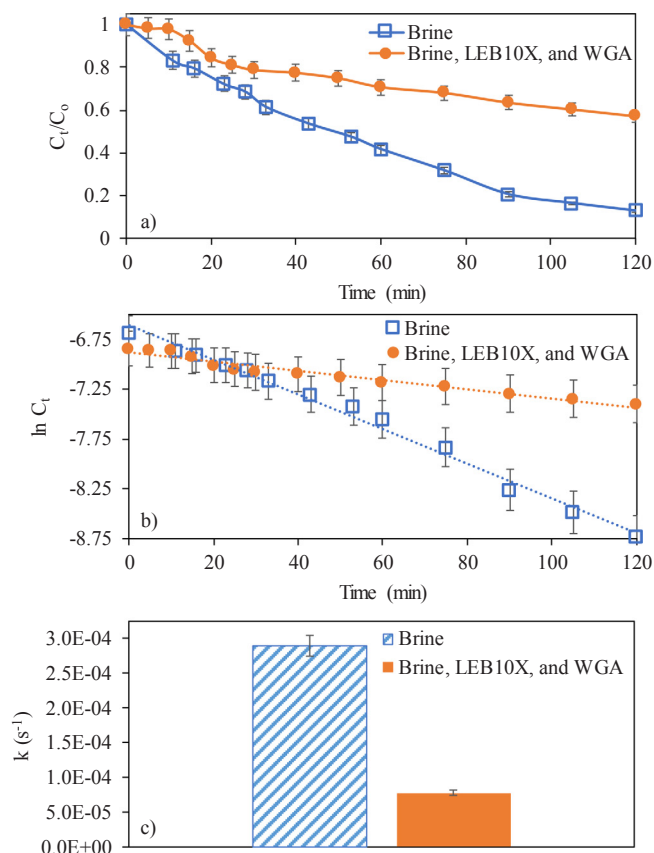 1
0.8
0.6
0.4
0.2
0
Cₜ/Cₒ
Brine
Brine, LEB10X, and WGA
a)
0 20 40 60 80 100 120
Time (min)
-6.75
-7.25
-7.75
-8.25
-8.75
ln Cₜ
Brine
Brine, LEB10X, and WGA
b)
0 20 40 60 80 100 120
Time (min)
3.0E-04
2.5E-04
2.0E-04
1.5E-04
1.0E-04
5.0E-05
0.0E+00
k (s⁻¹)
Brine
Brine, LEB10X, and WGA
c)